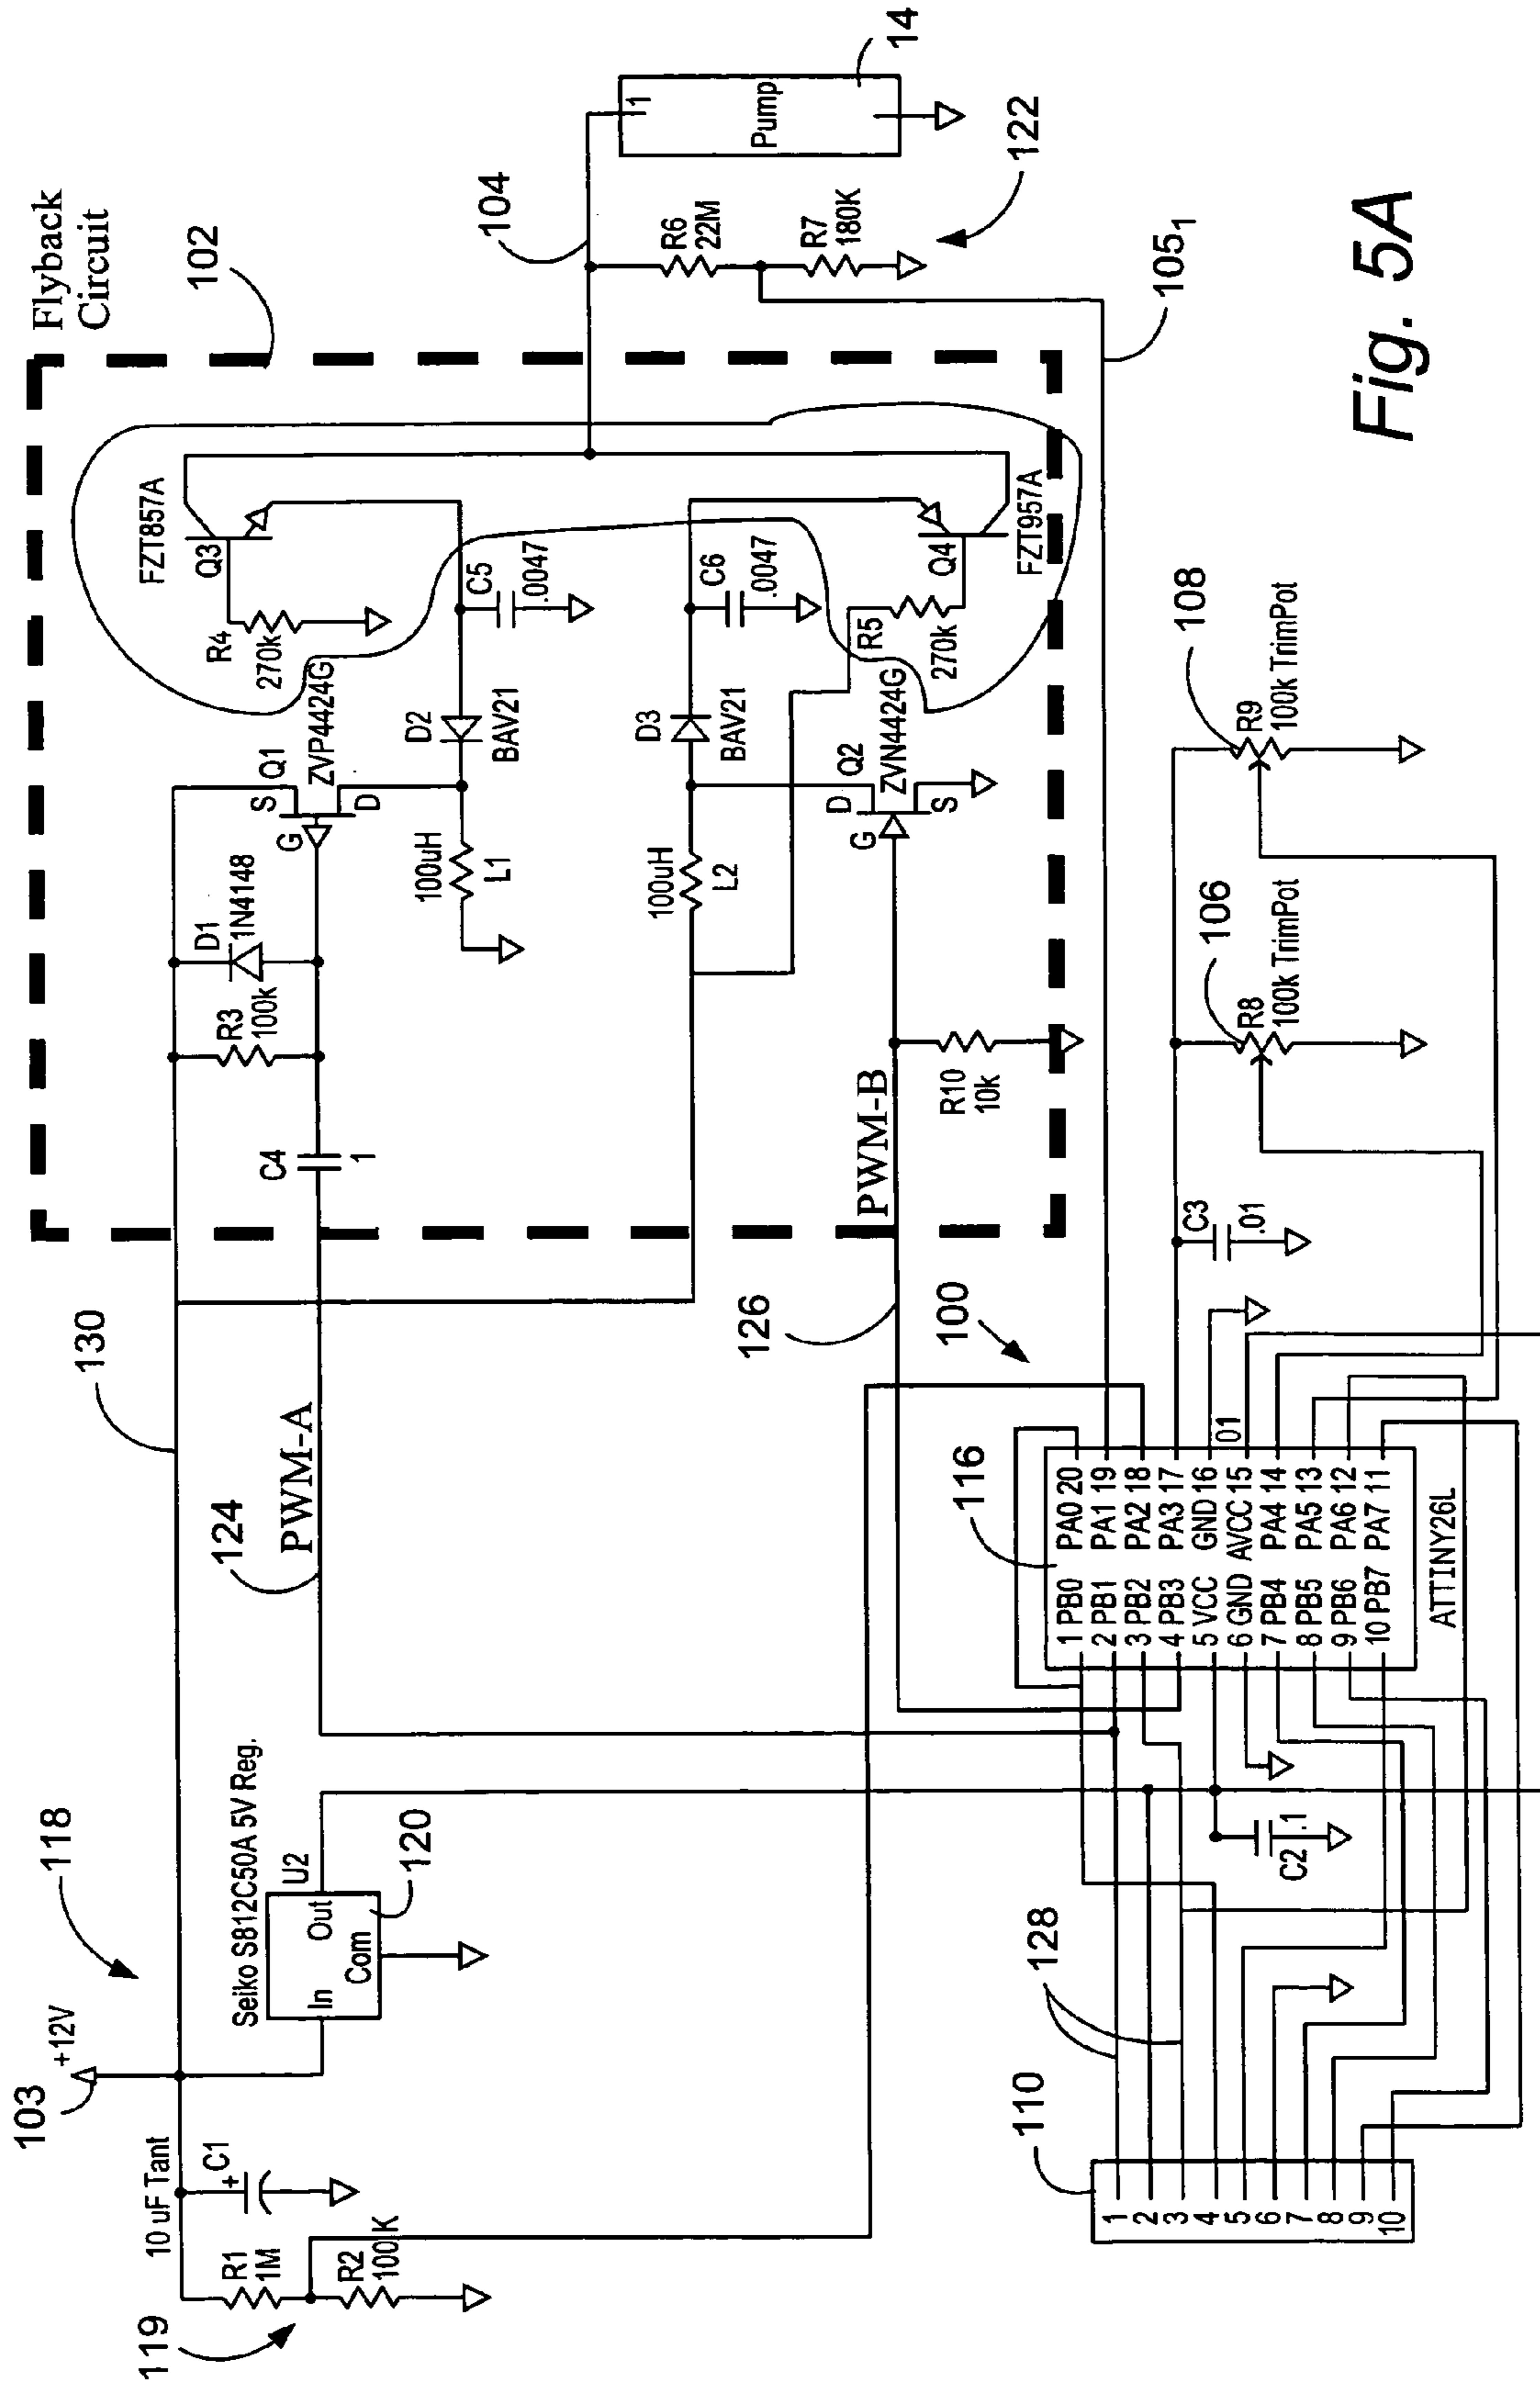 Flyback
Circuit
102
103
+12V
118
130
10 uF Tant
C1
+
R1
1M
R2
100K
119
Seiko S812C50A 5V Reg.
U2
In
Out
Com
120
124
PWM-A
C4
1
R3
100k
D1
1N4148
G
S
D
Q1
ZVP4424G
100uH
L1
D2
BAV21
C5
.0047
R4
270k
Q3
FZT857A
100uH
L2
D3
BAV21
C6
.0047
R5
270k
Q4
FZT957A
D
G
S
Q2
ZVN4424G
PWM-B
126
R10
10k
104
R6
22M
R7
180K
122
1
Pump
14
105₁
100
116
1 PB0 PA0 20
2 PB1 PA1 19
3 PB2 PA2 18
4 PB3 PA3 17
5 VCC GND 16
6 GND AVCC 15
7 PB4 PA4 14
8 PB5 PA5 13
9 PB6 PA6 12
10 PB7 PA7 11
01
ATTINY26L
C2
.1
C3
.01
106
R8
100k TrimPot
108
R9
100k TrimPot
110
128
1
2
3
4
5
6
7
8
9
10
Fig. 5A